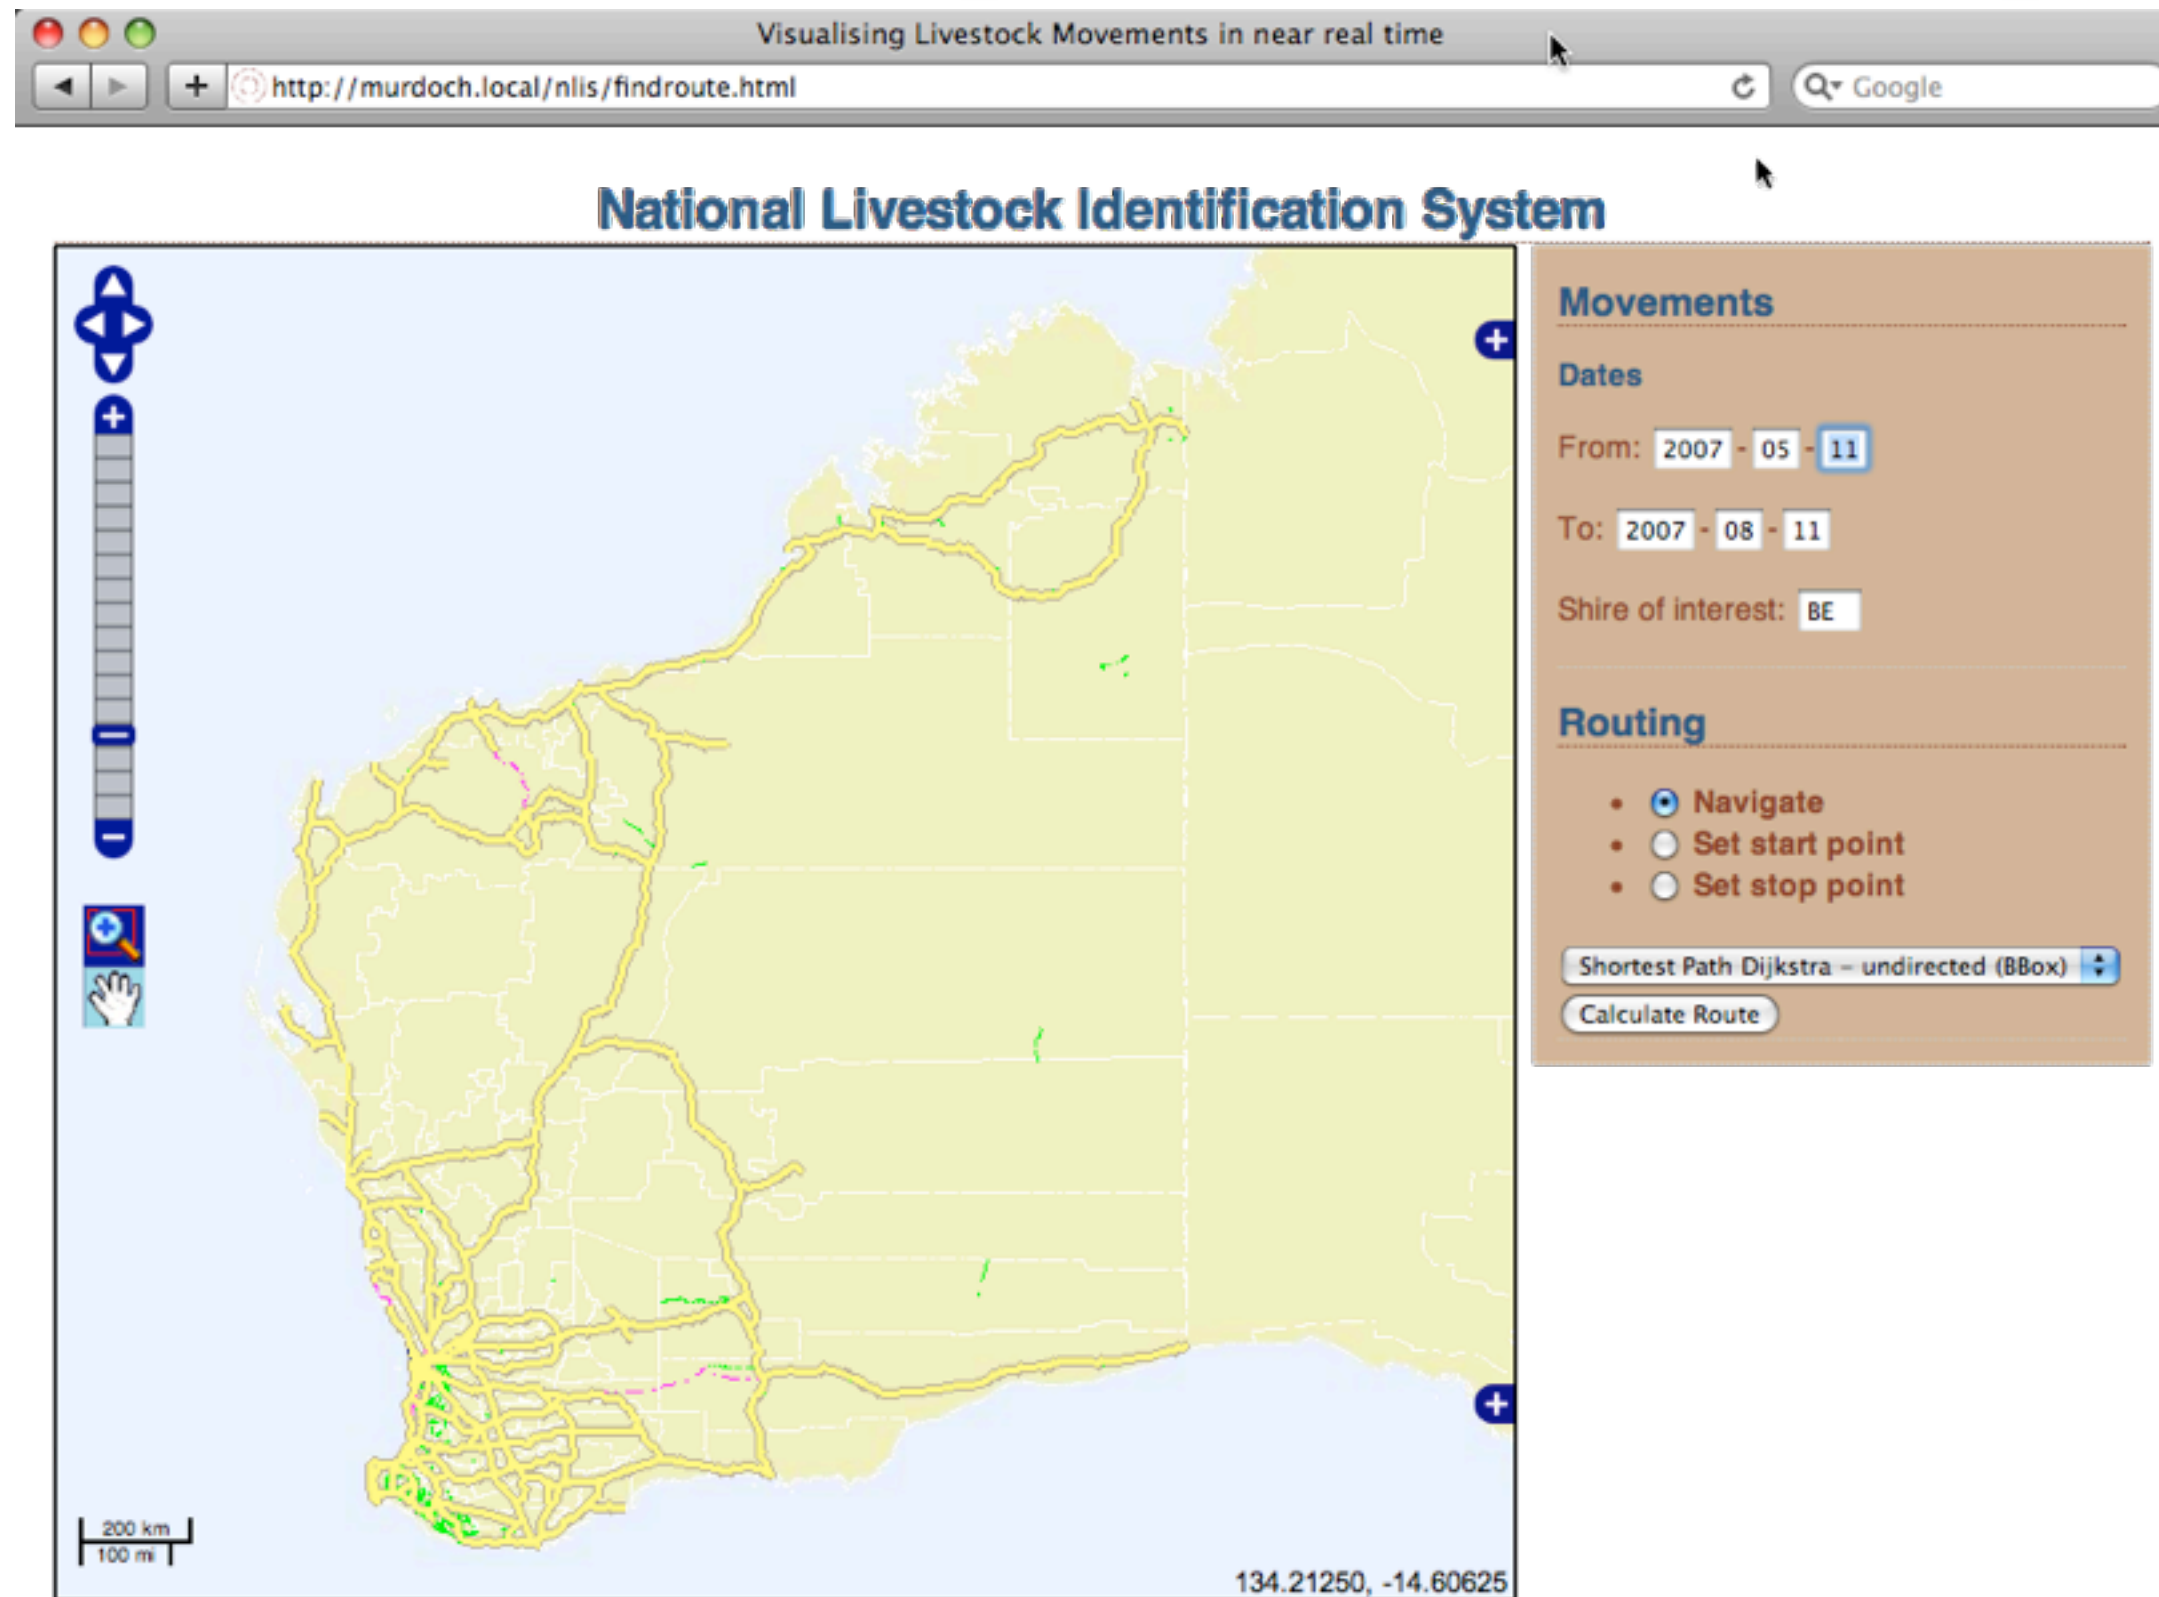 Visualising Livestock Movements in near real time
http://murdoch.local/nlis/findroute.html
Google
National Livestock Identification System
Movements
Dates
From: 2007 - 05 - 11
To: 2007 - 08 - 11
Shire of interest: BE
Routing
• Navigate
• Set start point
• Set stop point
Shortest Path Dijkstra – undirected (BBox)
Calculate Route
200 km
100 mi
134.21250, -14.60625